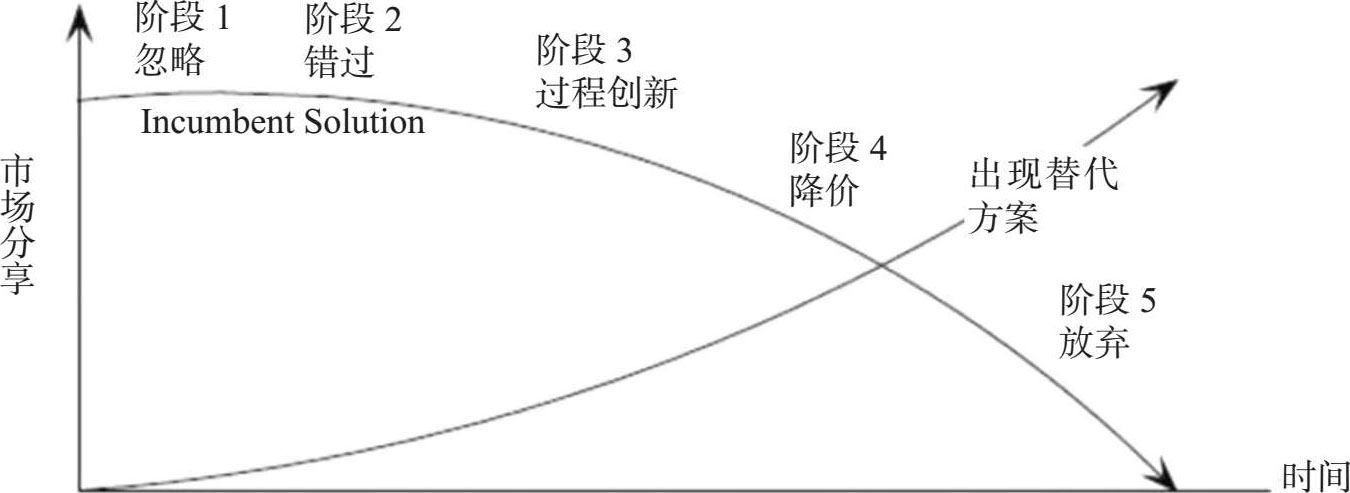 阶段 1
忽略
阶段 2
错过
阶段 3
过程创新
Incumbent Solution
阶段 4
降价
出现替代
方案
市场分享
阶段 5
放弃
时间